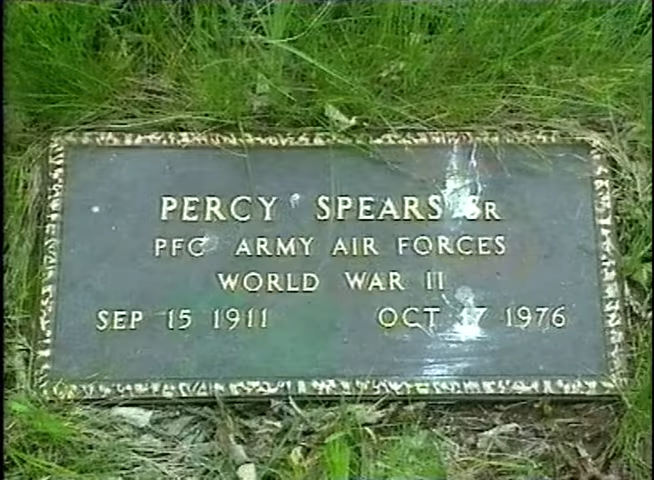 PERCY SPEARS SR
PFC ARMY AIR FORCES
WORLD WAR II
SEP 15 1911 OCT 17 1976